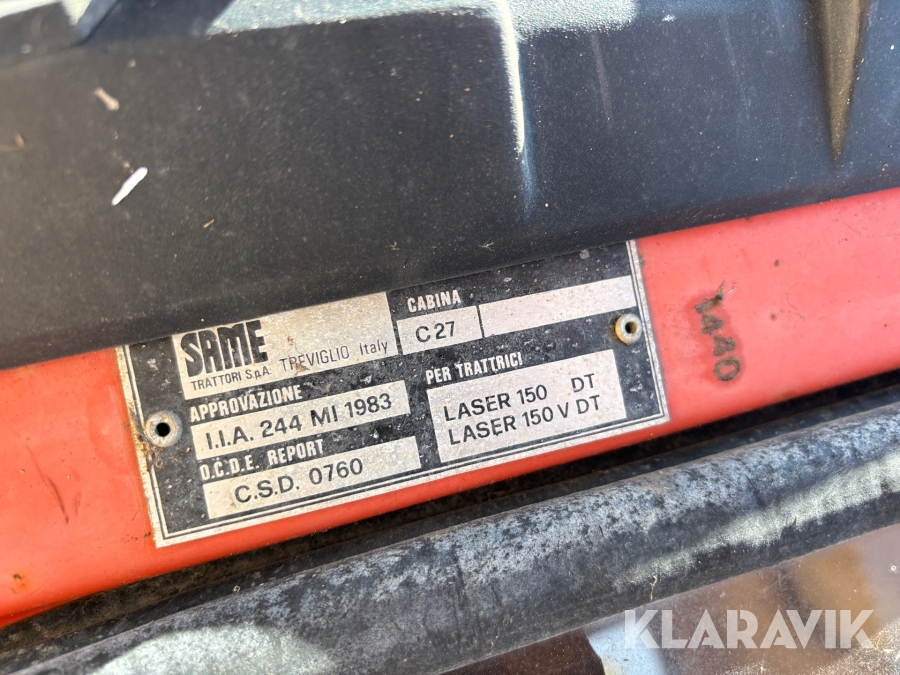 SAME
TRATTORI S.p.A. TREVIGLIO Italy
CABINA
C 27
APPROVAZIONE
I.I.A. 244 MI 1983
O.C.D.E. REPORT
C.S.D. 0760
PER TRATTRICI
LASER 150 DT
LASER 150 V DT
1440
KLARAVIK